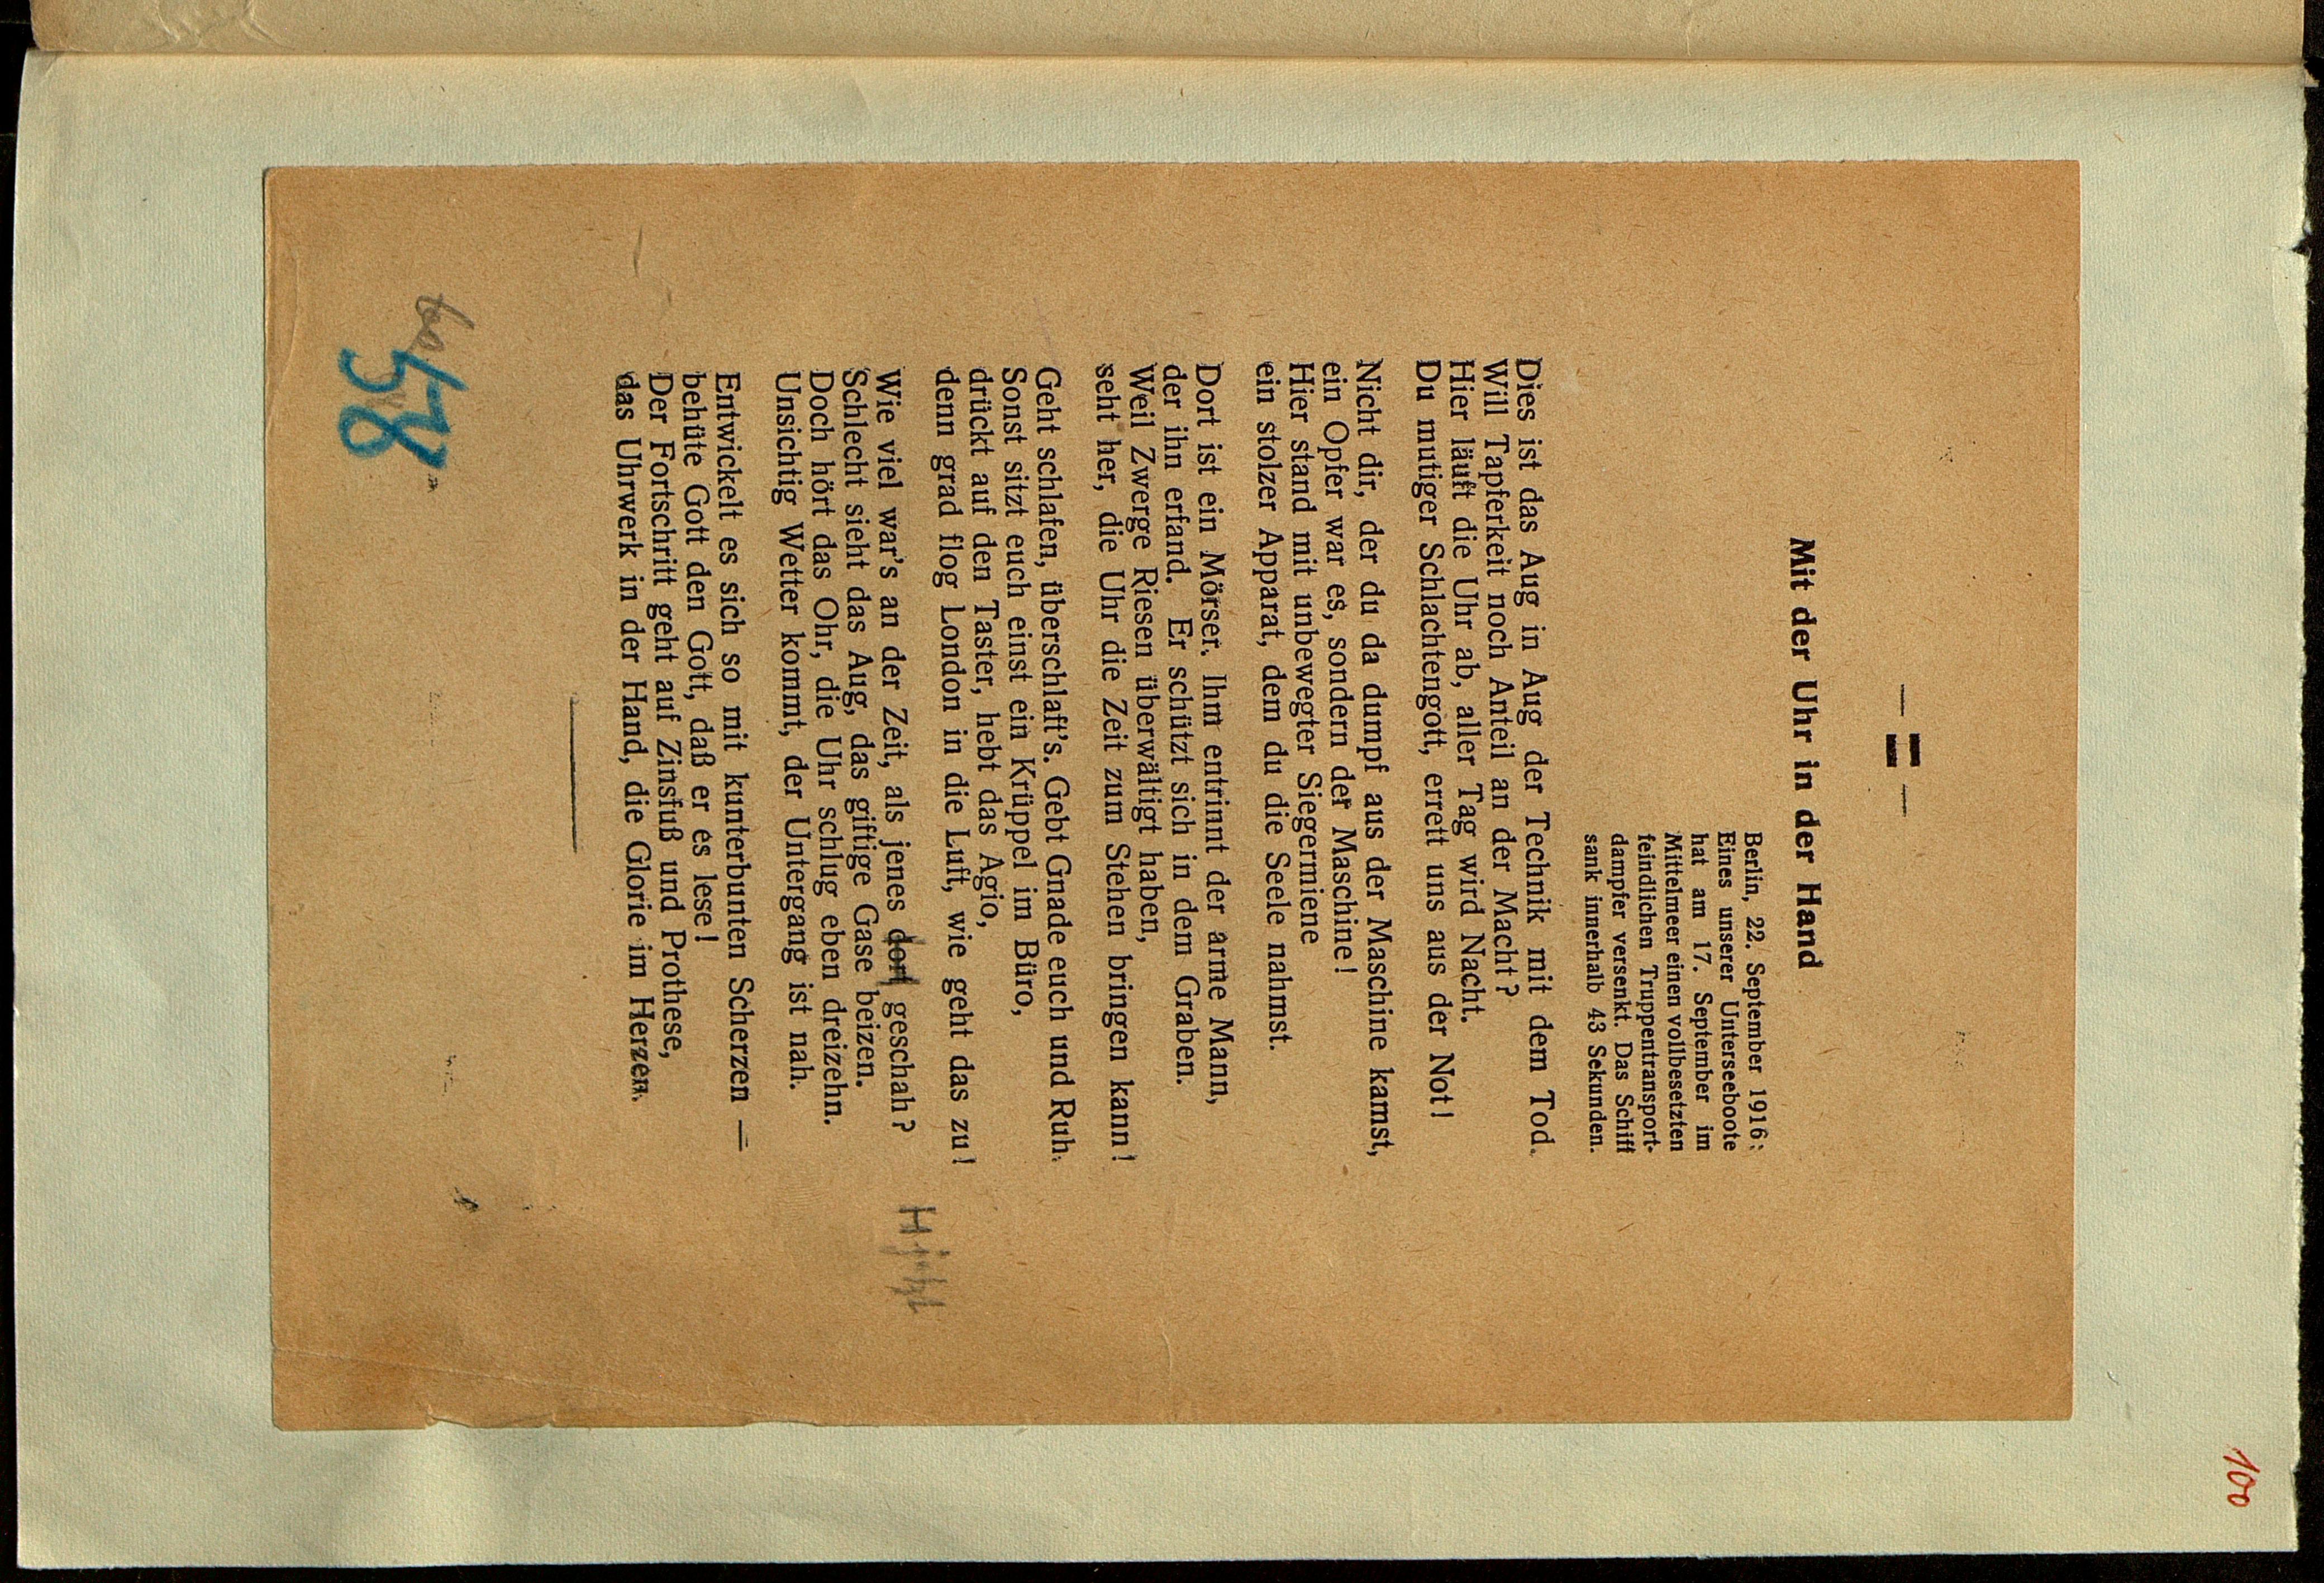 100
Mit der Uhr in der Hand
Berlin, 22. September 1916:
Eines unserer Unterseeboote
hat am 17. September im
Mittelmeer einen vollbesetzten
feindlichen Truppentransport-
dampfer versenkt. Das Schiff
sank innerhalb 43 Sekunden.
Dies ist das Aug in Aug der Technik mit dem Tod.
Will Tapferkeit noch Anteil an der Macht?
Hier läuft die Uhr ab, aller Tag wird Nacht.
Du mutiger Schlachtengott, errett uns aus der Not!
Nicht dir, der du da dumpf aus der Maschine kamst,
ein Opfer war es, sondern der Maschine!
Hier stand mit unbewegter Siegermiene
ein stolzer Apparat, dem du die Seele nahmst.
Dort ist ein Mörser. Ihm entrinnt der arme Mann,
der ihn erfand. Er schützt sich in dem Graben.
Weil Zwerge Riesen überwältigt haben,
seht her, die Uhr die Zeit zum Stehen bringen kann!
Geht schlafen, überschlaft's. Gebt Gnade euch und Ruh.
Sonst sitzt euch einst ein Krüppel im Büro,
drückt auf den Taster, hebt das Agio,
denn grad flog London in die Luft, wie geht das zu!
Wie viel war's an der Zeit, als jenes dort geschah?
H jetzt
Schlecht sieht das Aug, das giftige Gase beizen.
Doch hört das Ohr, die Uhr schlug eben dreizehn.
Unsichtig Wetter kommt, der Untergang ist nah.
Entwickelt es sich so mit kunterbunten Scherzen —
behüte Gott den Gott, daß er es lese!
Der Fortschritt geht auf Zinsfuß und Prothese,
das Uhrwerk in der Hand, die Glorie im Herzen.
58